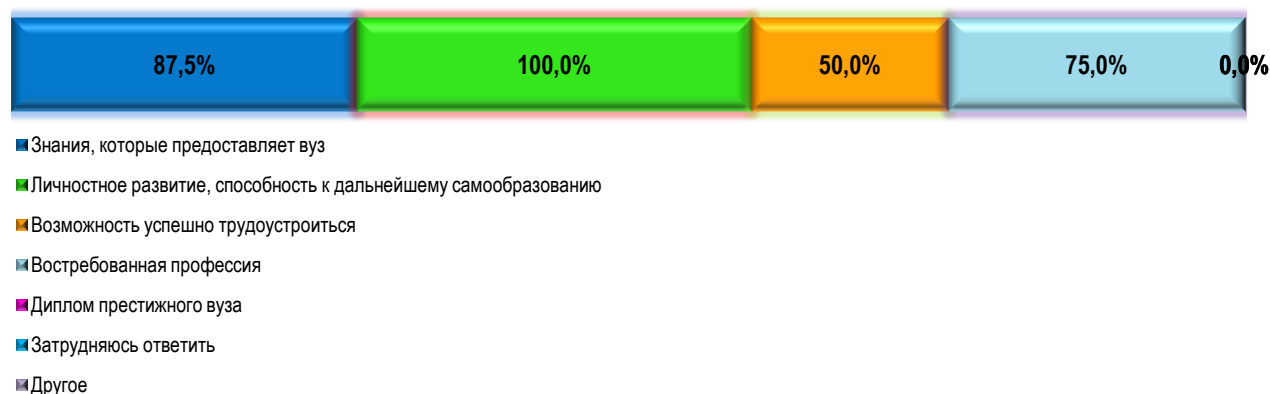 87,5% 100,0% 50,0% 75,0% 0,0%
Знания, которые предоставляет вуз
Личностное развитие, способность к дальнейшему самообразованию
Возможность успешно трудоустроиться
Востребованная профессия
Диплом престижного вуза
Затрудняюсь ответить
Другое